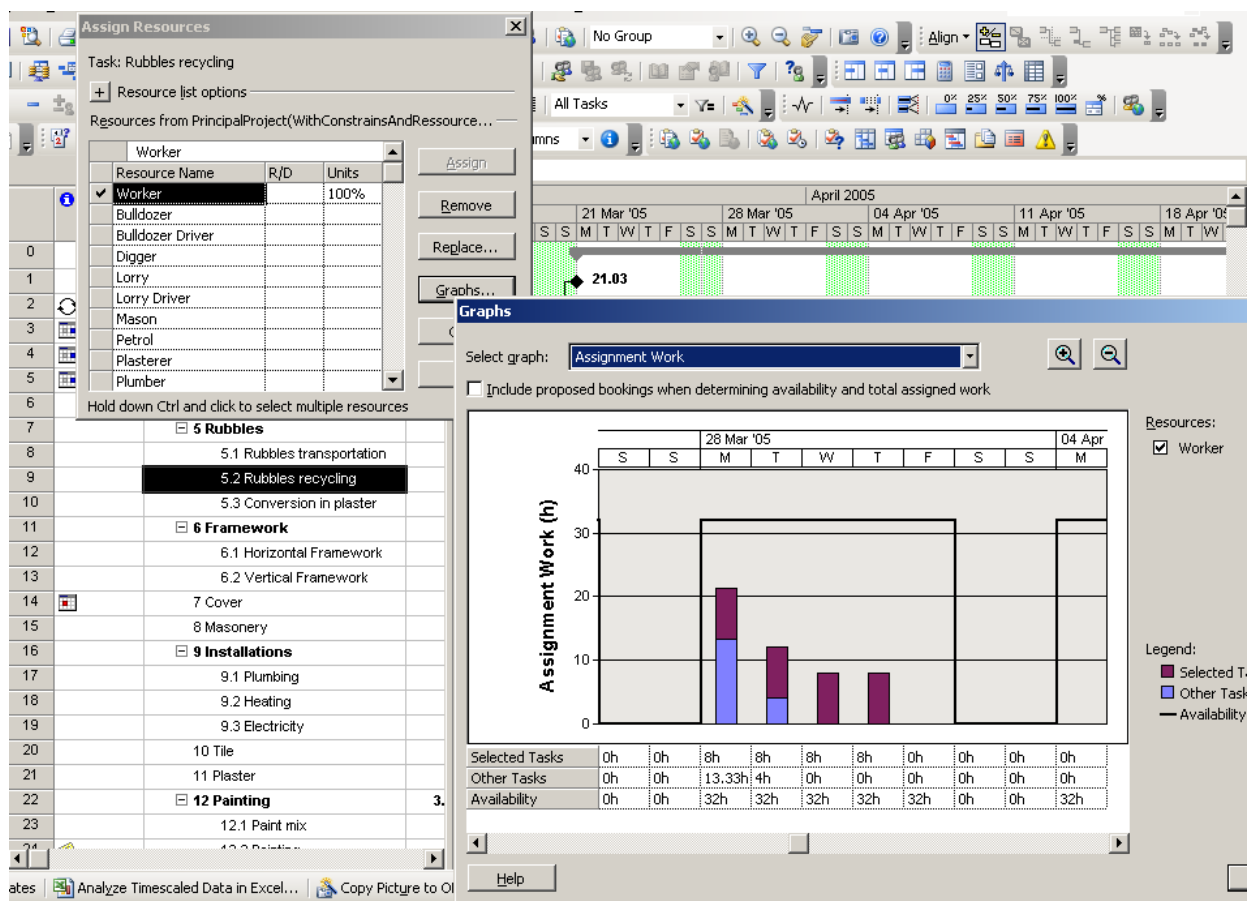 Assign Resources
Task: Rubbles recycling
+ Resource list options
Resources from PrincipalProject(WithConstrainsAndRessource...
Worker
Resource Name R/D Units
Worker 100%
Bulldozer
Bulldozer Driver
Digger
Lorry
Lorry Driver
Mason
Petrol
Plasterer
Plumber
Assign
Remove
Replace...
Graphs...
Hold down Ctrl and click to select multiple resources
No Group
Align
All Tasks
0% 25% 50% 75% 100%
April 2005
21 Mar '05 28 Mar '05 04 Apr '05 11 Apr '05 18 Apr '05
S S M T W T F S S M T W T F S S M T W T F S S M T W T F S S M T W
21.03
0
1
2
3
4
5
6
7 5 Rubbles
8 5.1 Rubbles transportation
9 5.2 Rubbles recycling
10 5.3 Conversion in plaster
11 6 Framework
12 6.1 Horizontal Framework
13 6.2 Vertical Framework
14 7 Cover
15 8 Masonery
16 9 Installations
17 9.1 Plumbing
18 9.2 Heating
19 9.3 Electricity
20 10 Tile
21 11 Plaster
22 12 Painting 3.
23 12.1 Paint mix
Graphs
Select graph: Assignment Work
Include proposed bookings when determining availability and total assigned work
28 Mar '05 04 Apr
S S M T W T F S S M
Assignment Work (h)
40
30
20
10
0
Selected Tasks 0h 0h 8h 8h 8h 8h 0h 0h 0h 0h
Other Tasks 0h 0h 13.33h 4h 0h 0h 0h 0h 0h 0h
Availability 0h 0h 32h 32h 32h 32h 32h 0h 0h 32h
Resources:
Worker
Legend:
Selected T
Other Task
Availability
Help
ates Analyze Timescaled Data in Excel... Copy Picture to Of